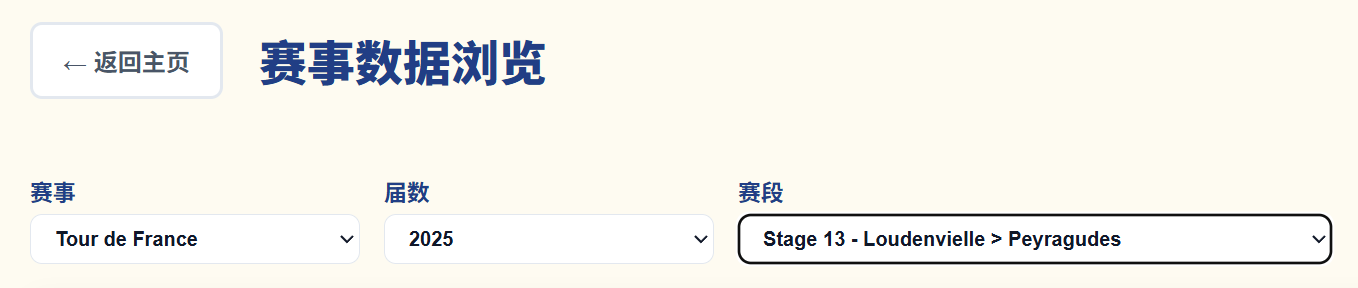 ← 返回主页
赛事数据浏览
赛事
届数
赛段
Tour de France
2025
Stage 13 - Loudenvielle > Peyragudes